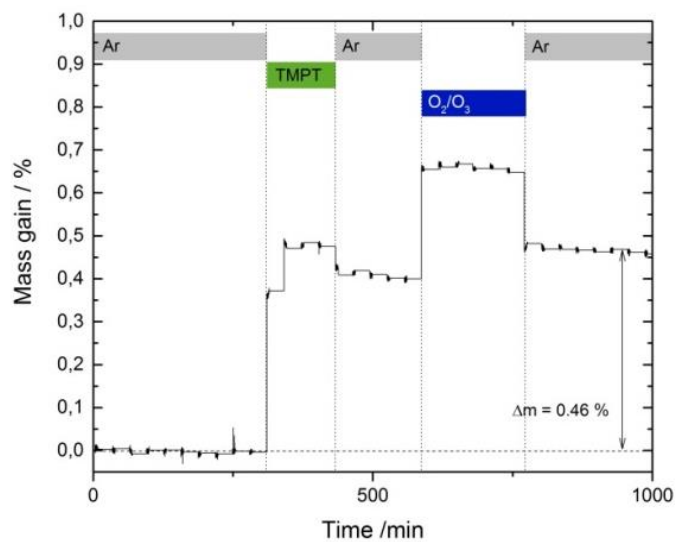 1,0
0,9
0,8
0,7
0,6
0,5
0,4
0,3
0,2
0,1
0,0
Mass gain / %
Ar
TMPT
Ar
O₂/O₃
Ar
Δm = 0.46 %
0
500
1000
Time /min